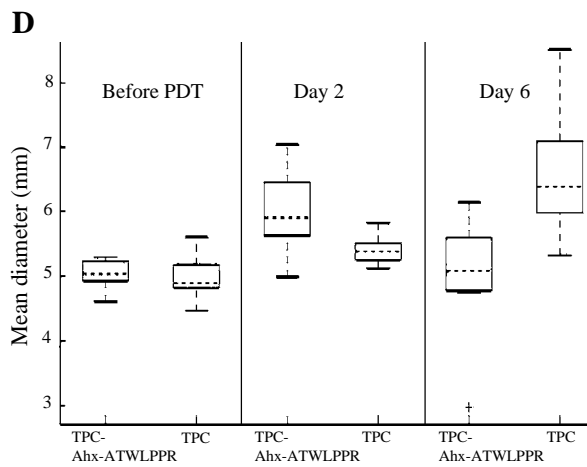 D
Before PDT
Day 2
Day 6
Mean diameter (mm)
8
7
6
5
4
3
TPC-
Ahx-ATWLPPR
TPC
TPC-
Ahx-ATWLPPR
TPC
TPC-
Ahx-ATWLPPR
TPC